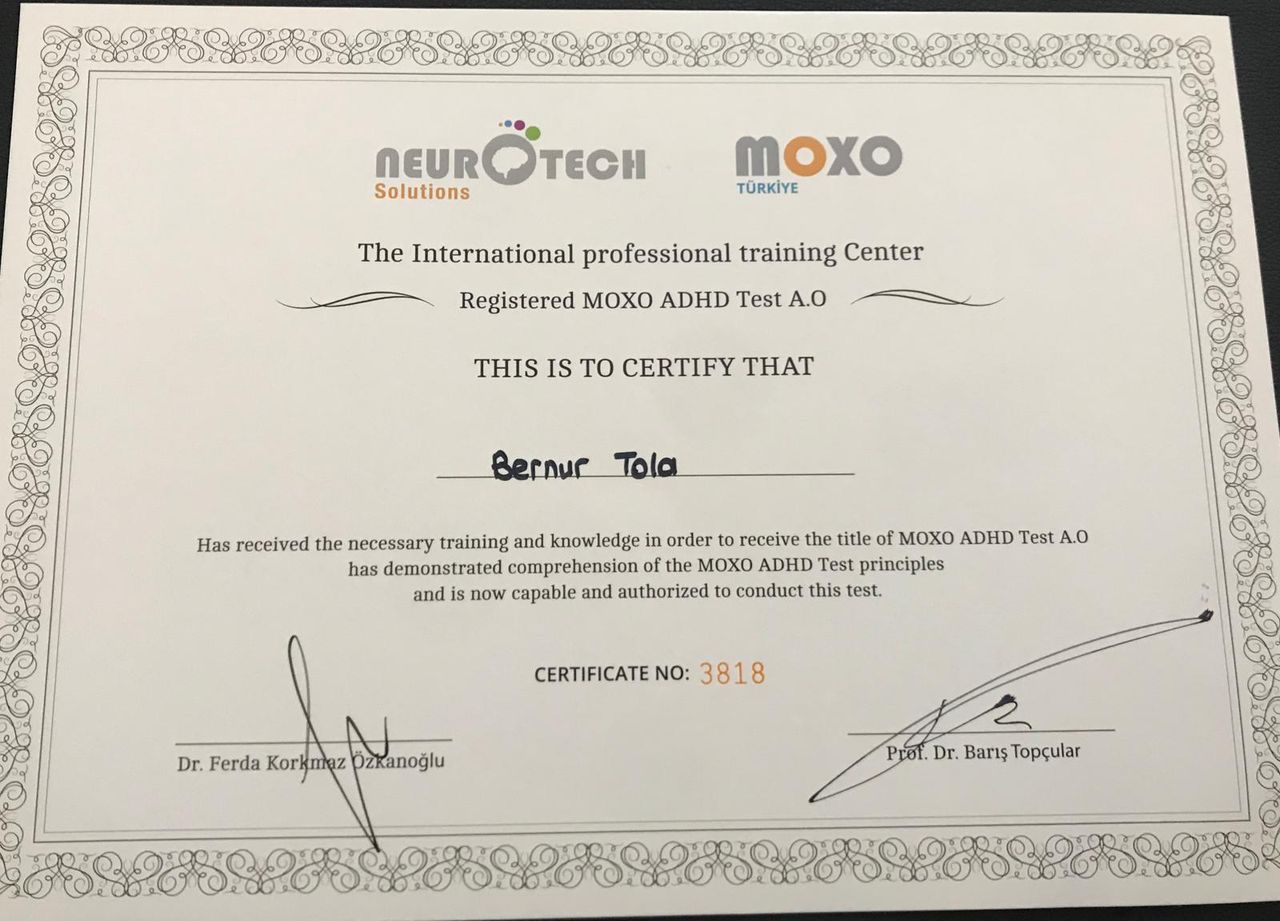 NEUROTECH
Solutions
MOXO
TÜRKİYE
The International professional training Center
Registered MOXO ADHD Test A.O
THIS IS TO CERTIFY THAT
Bernur Tola
Has received the necessary training and knowledge in order to receive the title of MOXO ADHD Test A.O
has demonstrated comprehension of the MOXO ADHD Test principles
and is now capable and authorized to conduct this test.
CERTIFICATE NO: 3818
Dr. Ferda Korkmaz Özkanoğlu
Prof. Dr. Barış Topçular